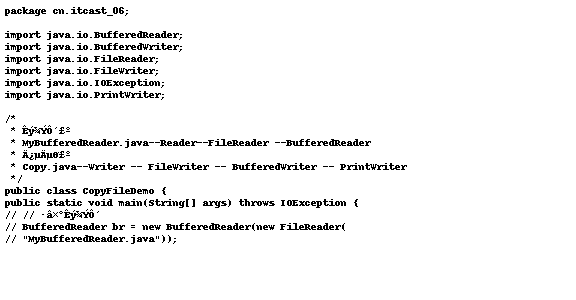 package cn.itcast_06;
import java.io.BufferedReader;
import java.io.BufferedWriter;
import java.io.FileReader;
import java.io.FileWriter;
import java.io.IOException;
import java.io.PrintWriter;
/*
* Êý¾ÝÔ´£º
* MyBufferedReader.java--Reader--FileReader --BufferedReader
* Ä¿µÄµØ£º
* Copy.java--Writer -- FileWriter -- BufferedWriter -- PrintWriter
*/
public class CopyFileDemo {
public static void main(String[] args) throws IOException {
// // ·â×°Êý¾ÝÔ´
// BufferedReader br = new BufferedReader(new FileReader(
// "MyBufferedReader.java"));